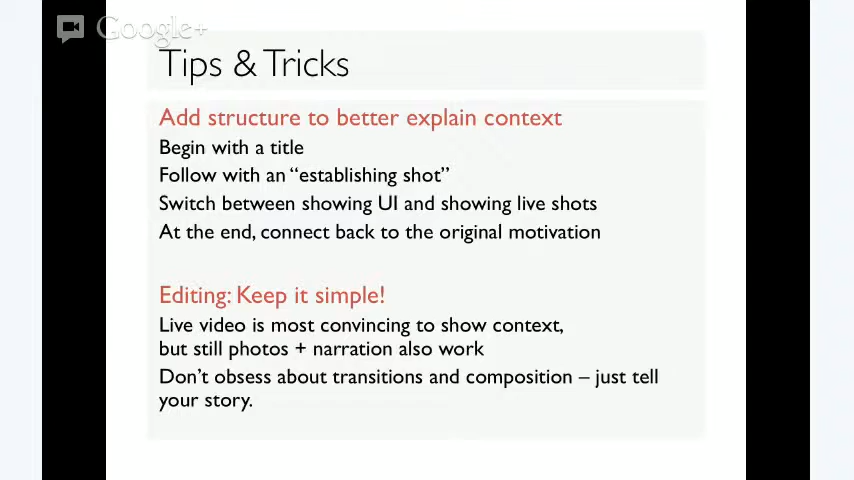 Google+
Tips & Tricks
Add structure to better explain context
Begin with a title
Follow with an “establishing shot”
Switch between showing UI and showing live shots
At the end, connect back to the original motivation
Editing: Keep it simple!
Live video is most convincing to show context,
but still photos + narration also work
Don’t obsess about transitions and composition – just tell
your story.